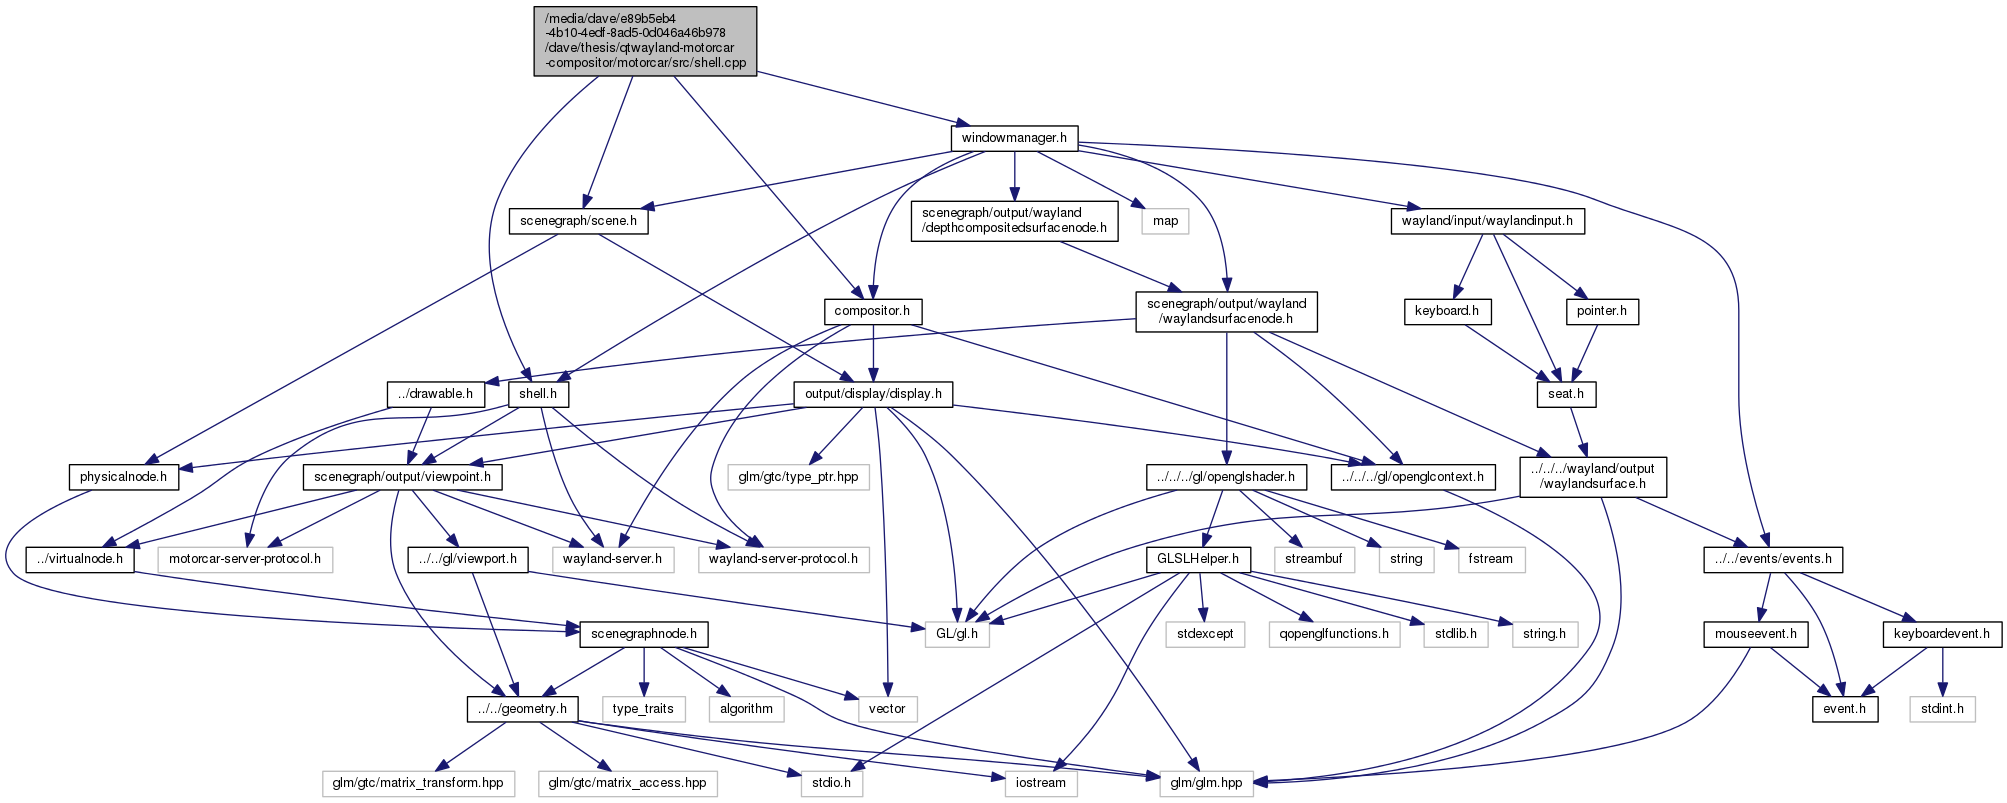 /media/dave/e89b5eb4
-4b10-4edf-8ad5-0d046a46b978
/dave/thesis/qtwayland-motorcar
-compositor/motorcar/src/shell.cpp
windowmanager.h
scenegraph/scene.h
scenegraph/output/wayland
/depthcompositedsurfacenode.h
map
wayland/input/waylandinput.h
compositor.h
scenegraph/output/wayland
/waylandsurfacenode.h
keyboard.h
pointer.h
../drawable.h
shell.h
output/display/display.h
seat.h
physicalnode.h
scenegraph/output/viewpoint.h
glm/gtc/type_ptr.hpp
../../../gl/openglshader.h
../../../gl/openglcontext.h
../../../wayland/output
/waylandsurface.h
../virtualnode.h
motorcar-server-protocol.h
../../gl/viewport.h
wayland-server.h
wayland-server-protocol.h
GLSLHelper.h
streambuf
string
fstream
../../events/events.h
scenegraphnode.h
GL/gl.h
stdexcept
qopenglfunctions.h
stdlib.h
string.h
mouseevent.h
keyboardevent.h
../../geometry.h
type_traits
algorithm
vector
event.h
stdint.h
glm/gtc/matrix_transform.hpp
glm/gtc/matrix_access.hpp
stdio.h
iostream
glm/glm.hpp